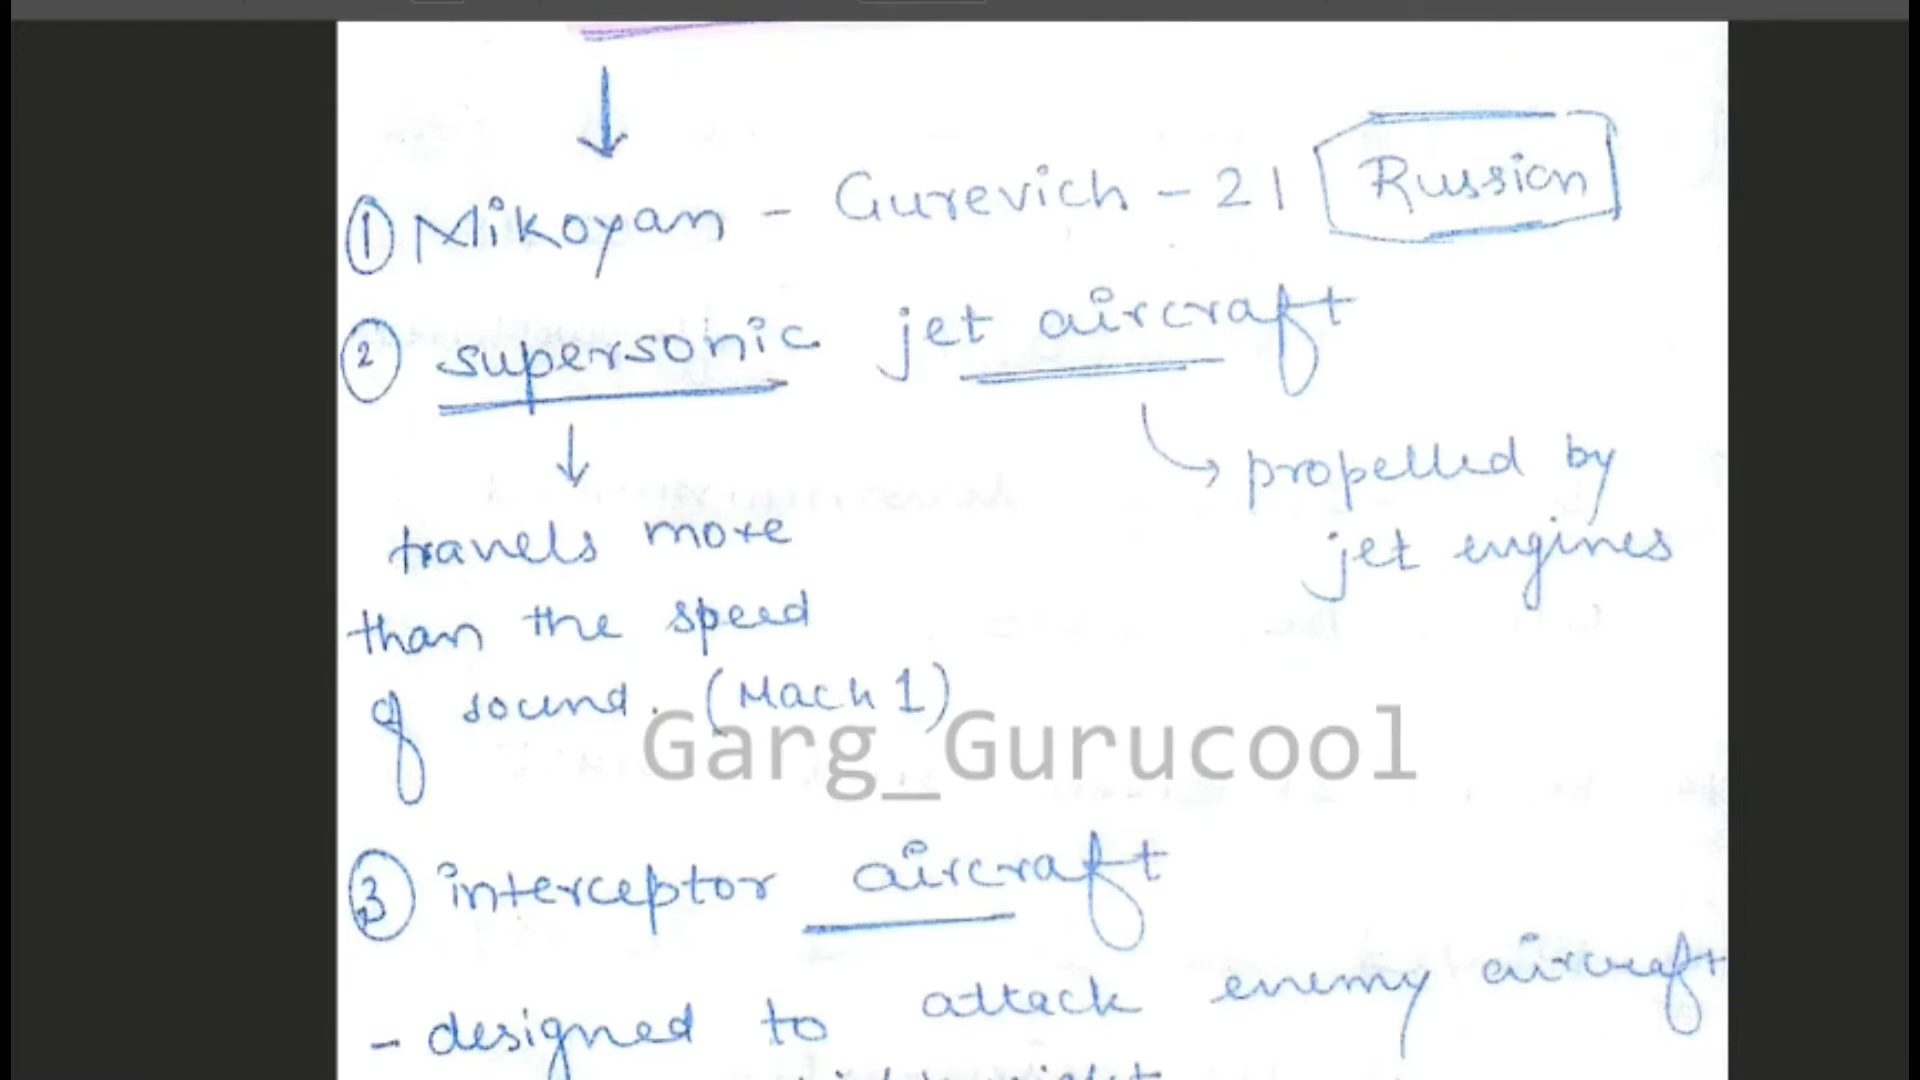 ① Mikoyan - Gurevich - 21 Russian
② supersonic jet aircraft
↓
→ propelled by
jet engines
travels more
than the speed
of sound. (Mach 1)
Garg_Gurucool
③ interceptor aircraft
- designed to attack enemy aircraft